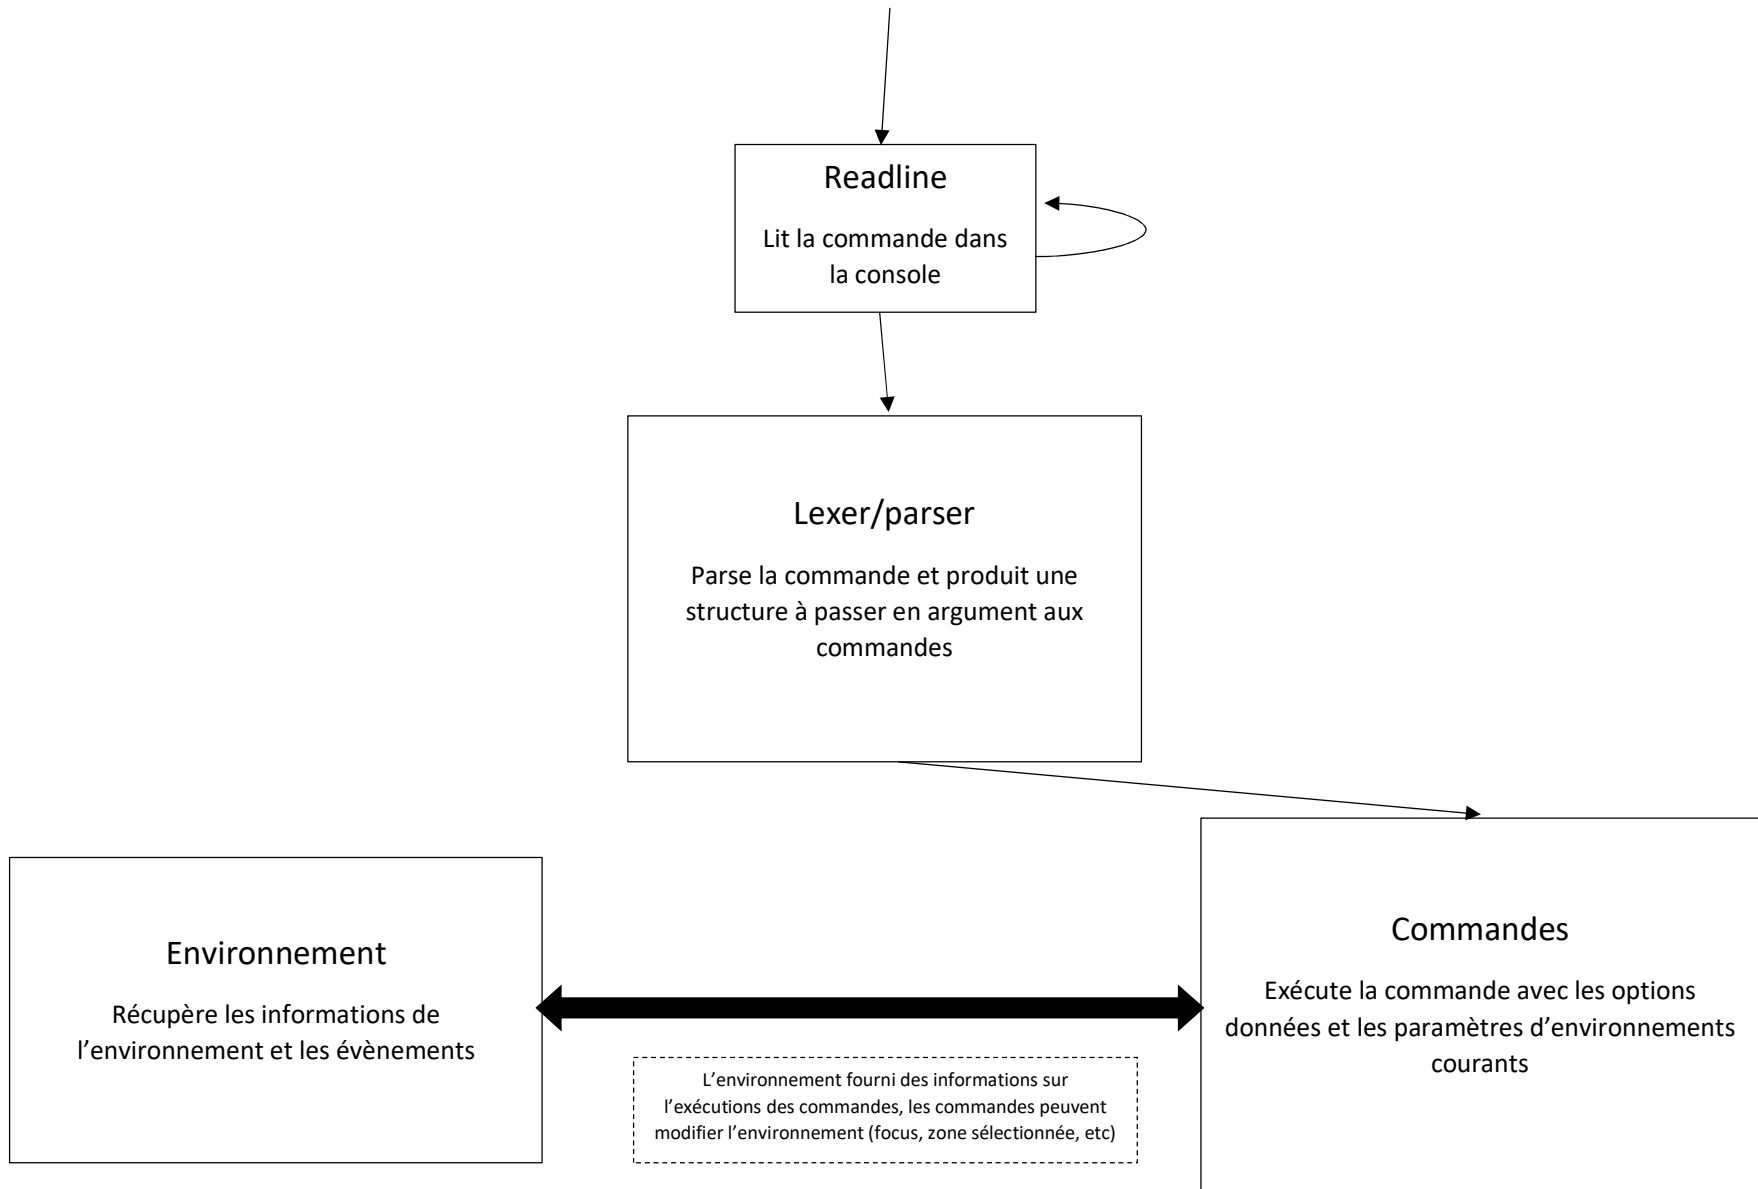 Readline
Lit la commande dans
la console
Lexer/parser
Parse la commande et produit une
structure à passer en argument aux
commandes
Environnement
Récupère les informations de
l’environnement et les évènements
Commandes
Exécute la commande avec les options
données et les paramètres d’environnements
courants
L’environnement fourni des informations sur
l’exécutions des commandes, les commandes peuvent
modifier l’environnement (focus, zone sélectionnée, etc)